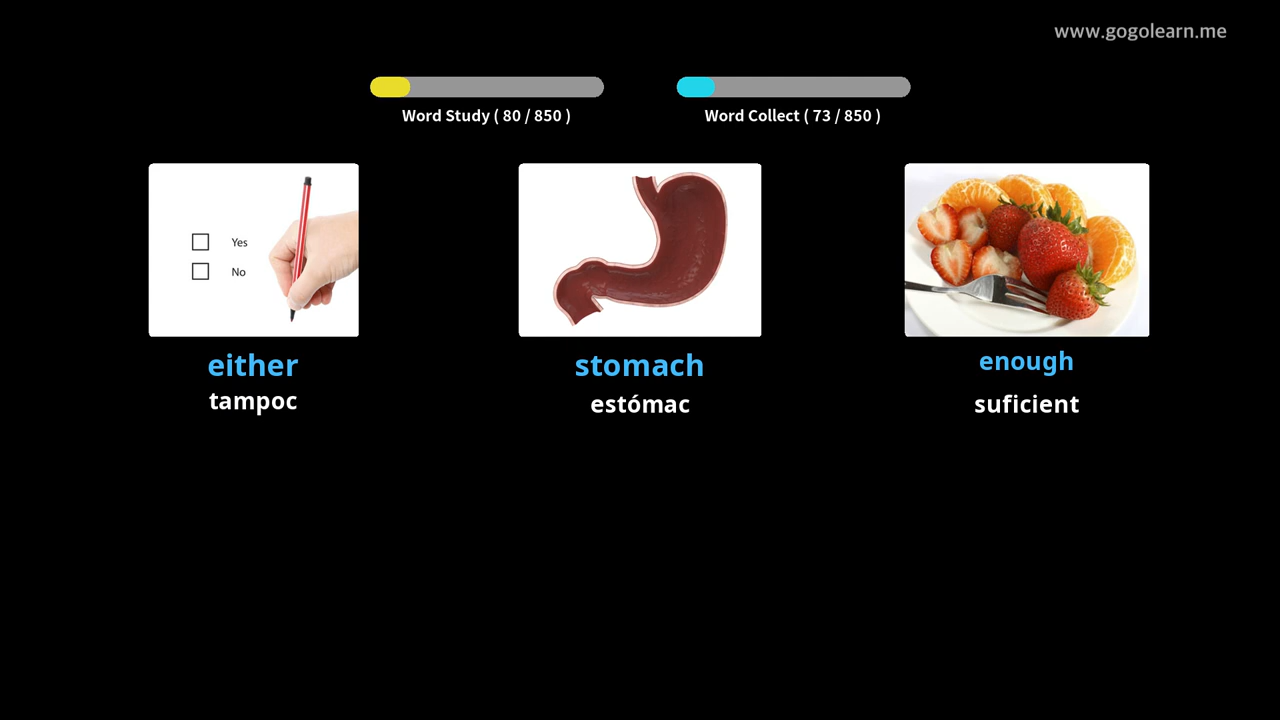 www.gogolearn.me
Word Study ( 80 / 850 )
Word Collect ( 73 / 850 )
Yes
No
either
tampoc
stomach
estómac
enough
suficient